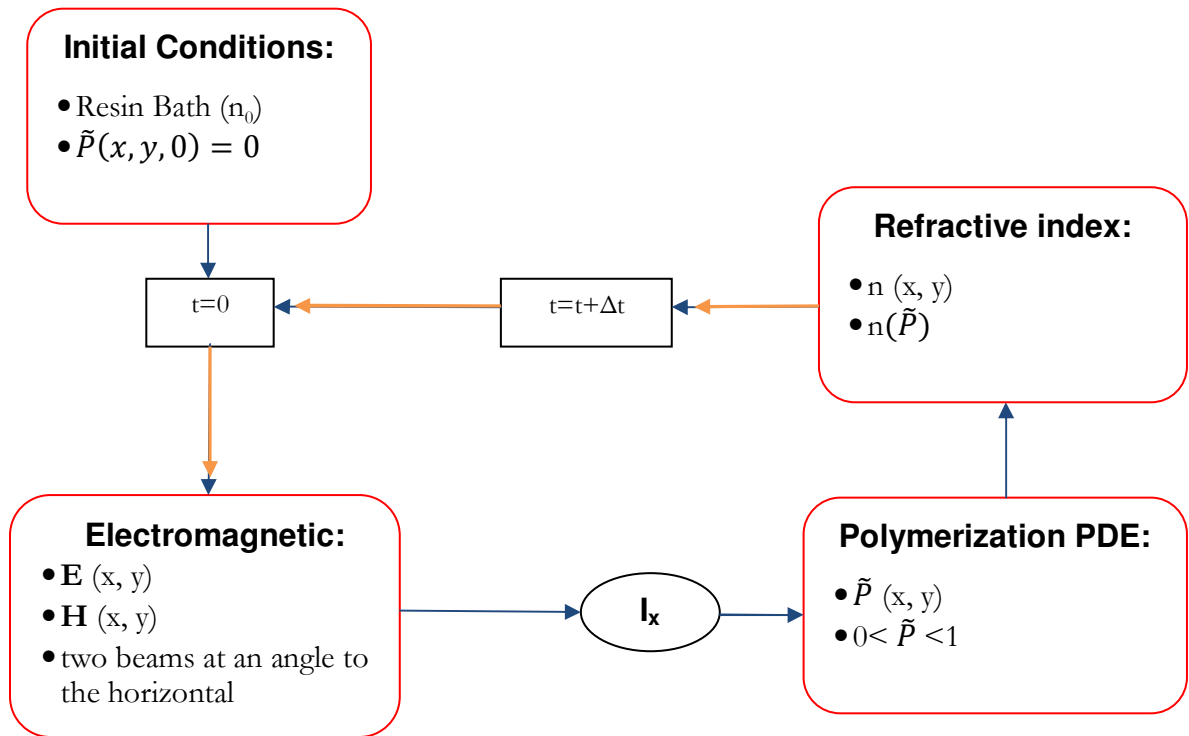 Initial Conditions:
• Resin Bath (n₀)
• P̃(x, y, 0) = 0
Refractive index:
• n (x, y)
• n(P̃)
t=0
t=t+Δt
Electromagnetic:
• E (x, y)
• H (x, y)
• two beams at an angle to
the horizontal
Iₓ
Polymerization PDE:
• P̃ (x, y)
• 0< P̃ <1